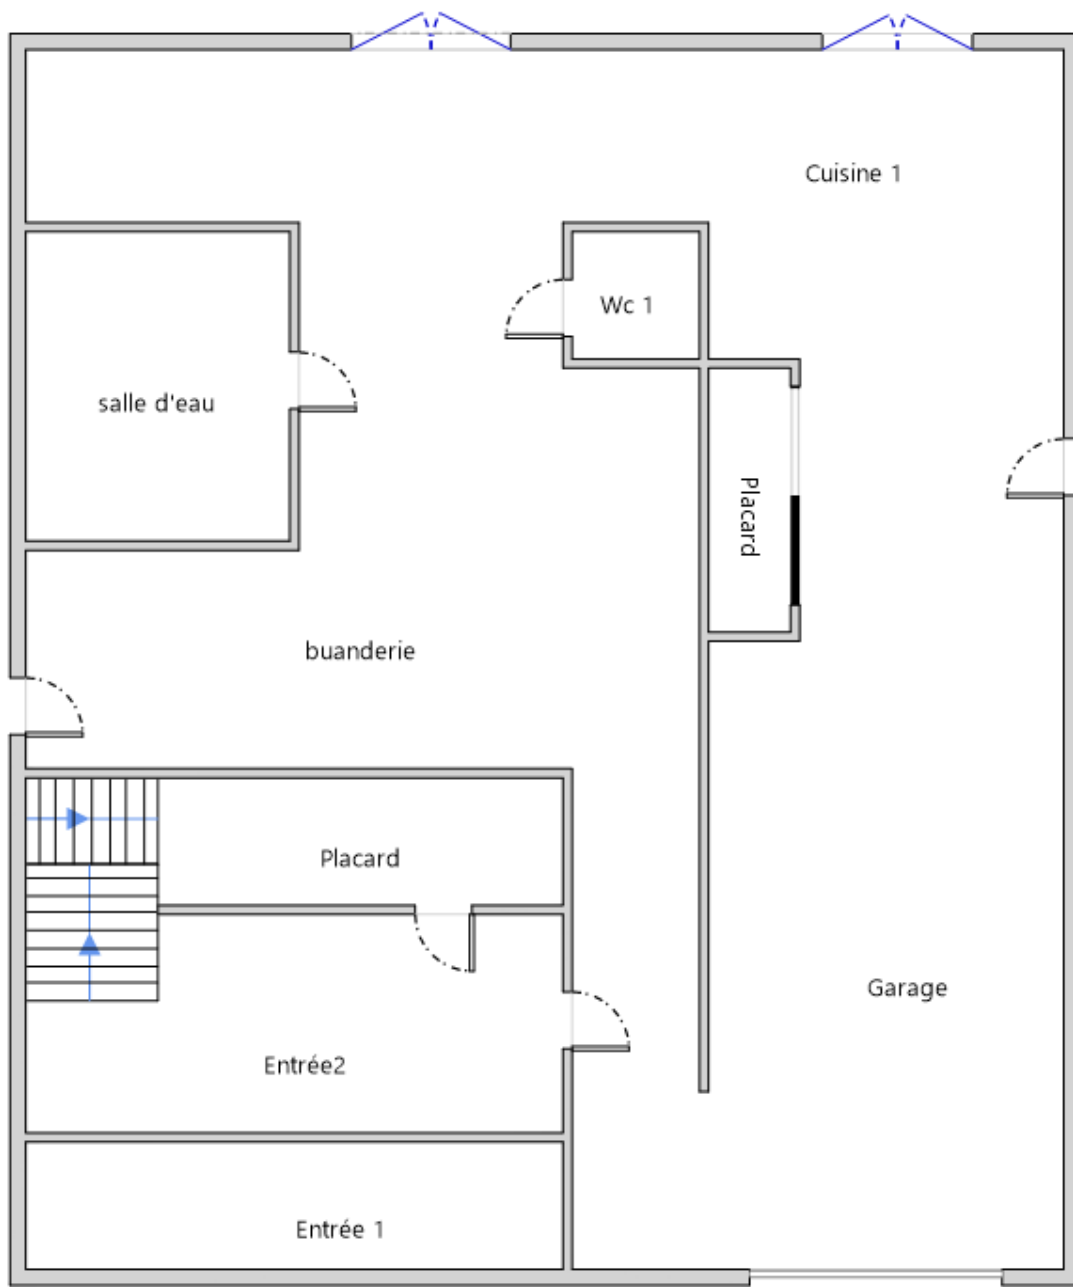 Cuisine 1
Wc 1
salle d'eau
Placard
buanderie
Placard
Garage
Entrée2
Entrée 1